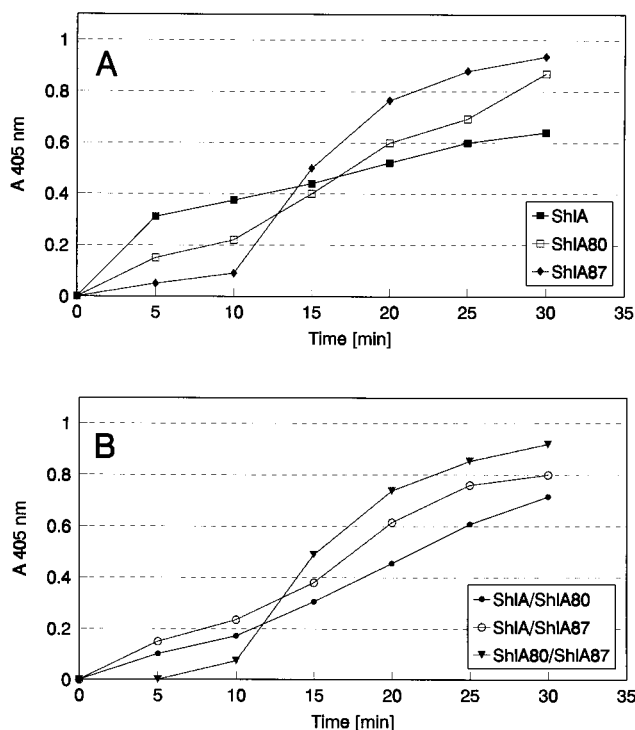 A
A 405 nm
1
0.8
0.6
0.4
0.2
0
ShlA
ShlA80
ShlA87
0 5 10 15 20 25 30 35
Time [min]
B
A 405 nm
1
0.8
0.6
0.4
0.2
0
ShlA/ShlA80
ShlA/ShlA87
ShlA80/ShlA87
0 5 10 15 20 25 30 35
Time [min]